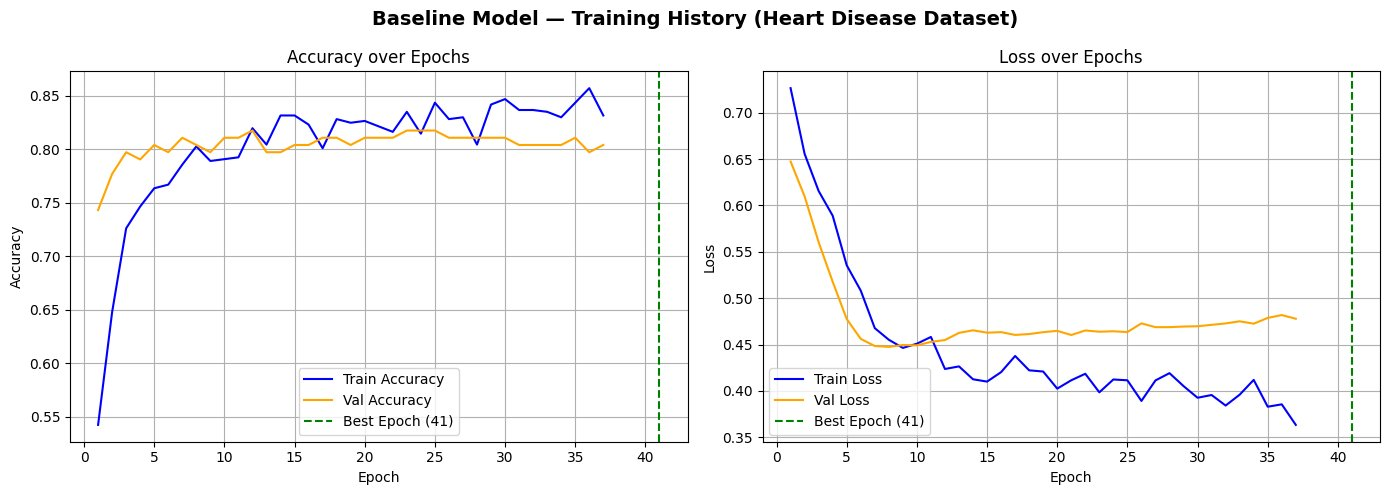 Baseline Model — Training History (Heart Disease Dataset)
Accuracy over Epochs
Accuracy
0.85
0.80
0.75
0.70
0.65
0.60
0.55
Train Accuracy
Val Accuracy
Best Epoch (41)
0 5 10 15 20 25 30 35 40
Epoch
Loss over Epochs
Loss
0.70
0.65
0.60
0.55
0.50
0.45
0.40
0.35
Train Loss
Val Loss
Best Epoch (41)
0 5 10 15 20 25 30 35 40
Epoch